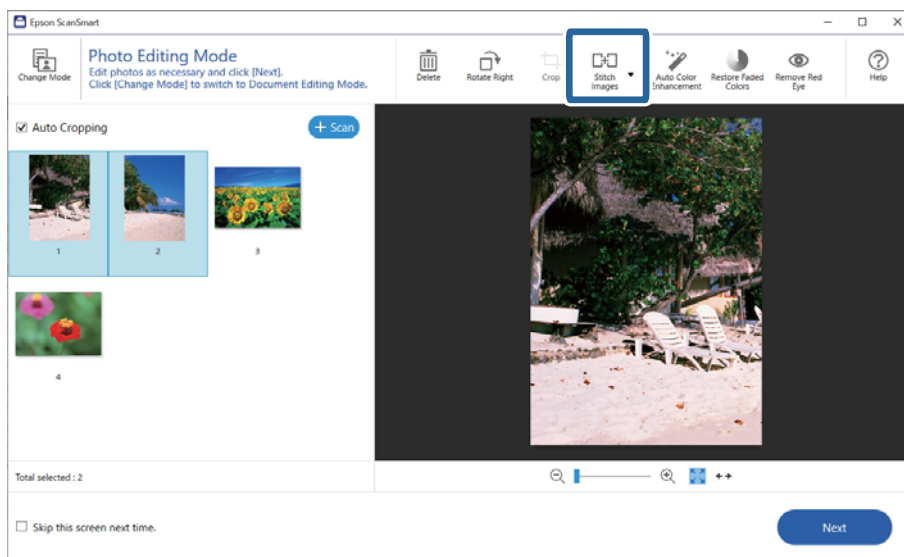 Epson ScanSmart
Change Mode
Photo Editing Mode
Edit photos as necessary and click [Next].
Click [Change Mode] to switch to Document Editing Mode.
Delete
Rotate Right
Crop
Stitch
Images
Auto Color
Enhancement
Restore Faded
Colors
Remove Red
Eye
Help
Auto Cropping
+ Scan
1
2
3
4
Total selected : 2
Skip this screen next time.
Next